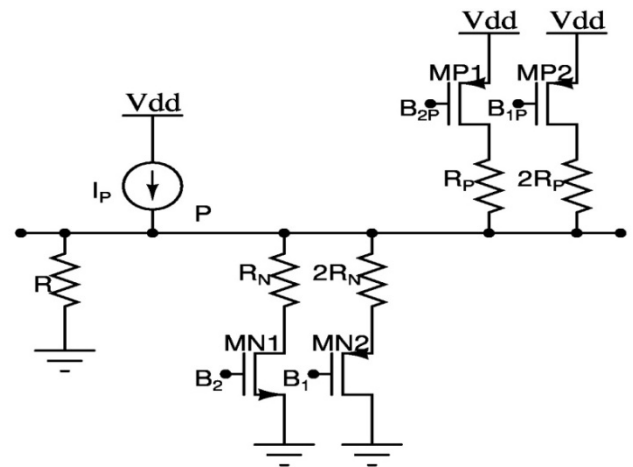 Vdd Vdd
MP1 MP2
B2P B1P
Vdd
RP 2RP
IP
P
R
RN 2RN
MN1 MN2
B2 B1